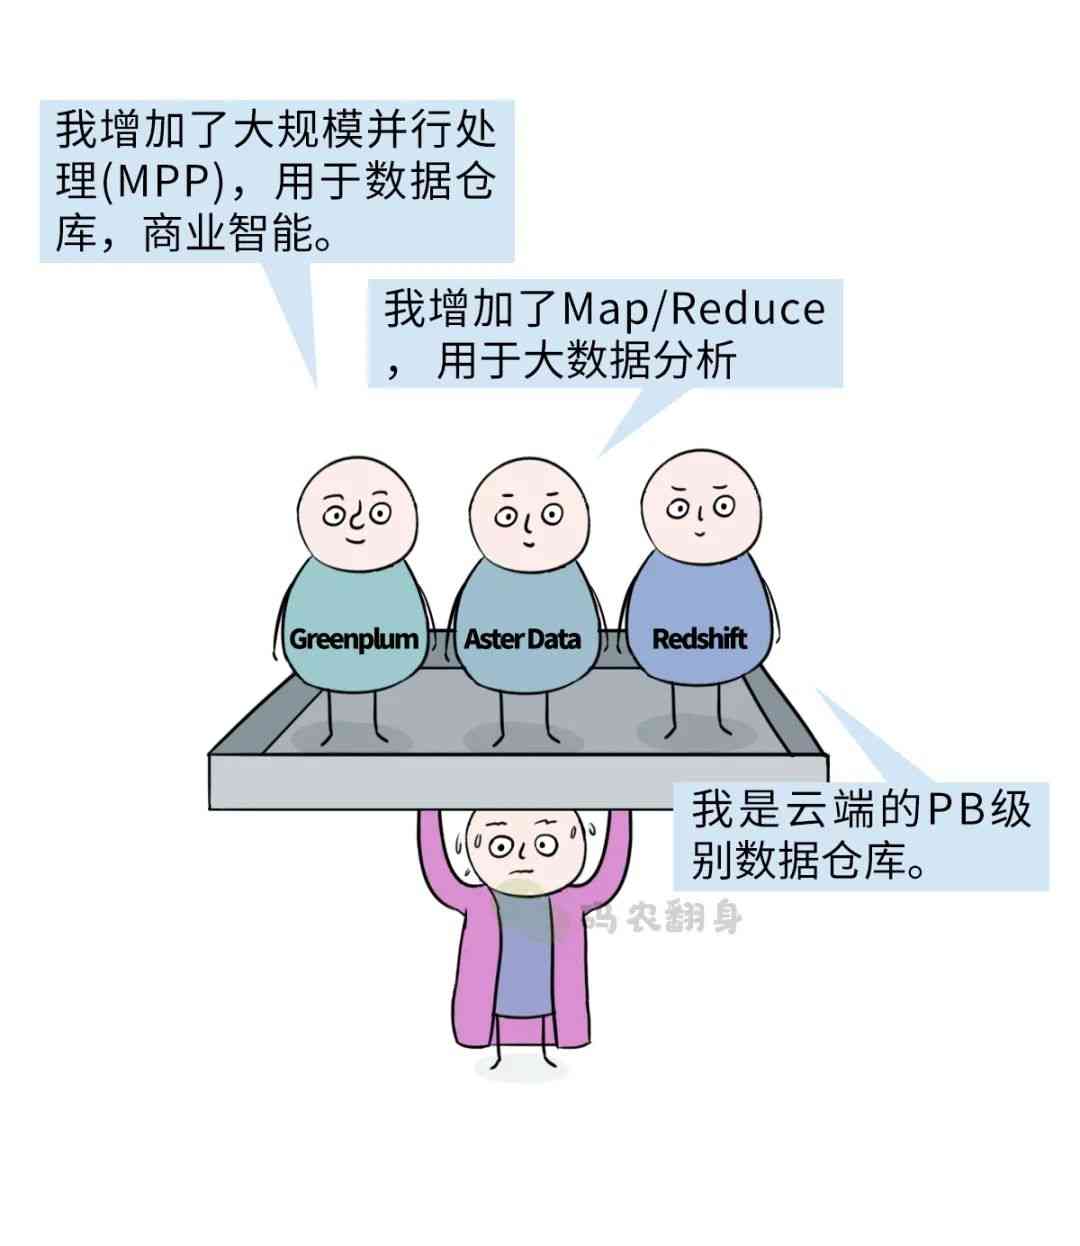 我增加了大规模并行处
理(MPP)，用于数据仓
库，商业智能。
我增加了Map/Reduce
， 用于大数据分析
Greenplum
Aster Data
Redshift
我是云端的PB级
别数据仓库。
码农翻身